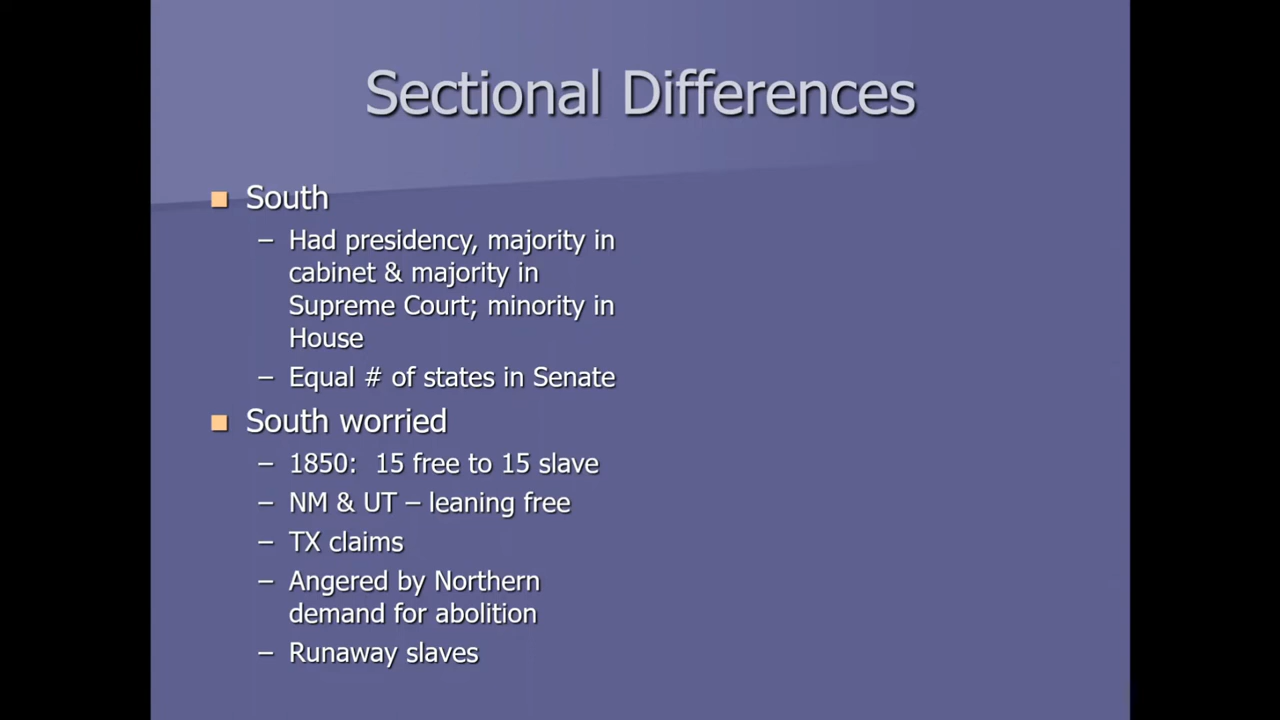 Sectional Differences
South
– Had presidency, majority in
cabinet & majority in
Supreme Court; minority in
House
– Equal # of states in Senate
South worried
– 1850:  15 free to 15 slave
– NM & UT – leaning free
– TX claims
– Angered by Northern
demand for abolition
– Runaway slaves